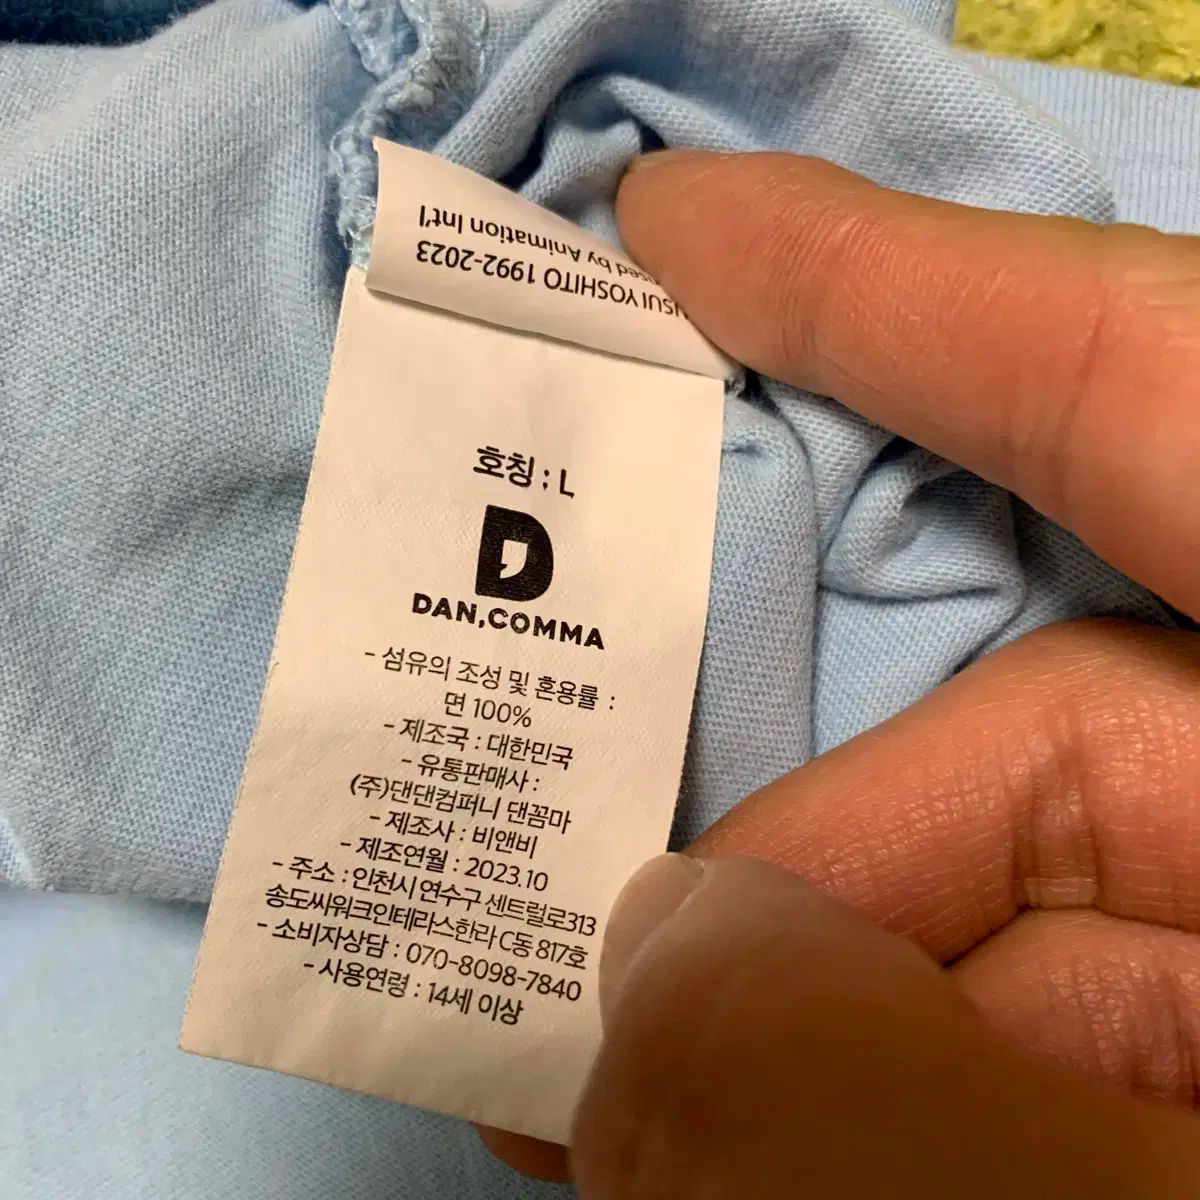 호칭 : L
D
DAN,COMMA
- 섬유의 조성 및 혼용률 :
면 100%
- 제조국 : 대한민국
- 유통판매사 :
(주)댄댄컴퍼니 댄꼼마
- 제조사 : 비앤비
- 제조연월 : 2023.10
- 주소 : 인천시 연수구 센트럴로313
송도씨워크인테라스한라 C동 817호
- 소비자상담 : 070-8098-7840
- 사용연령 : 14세 이상
YOSHITO 1992-2023
by Animation Int'l